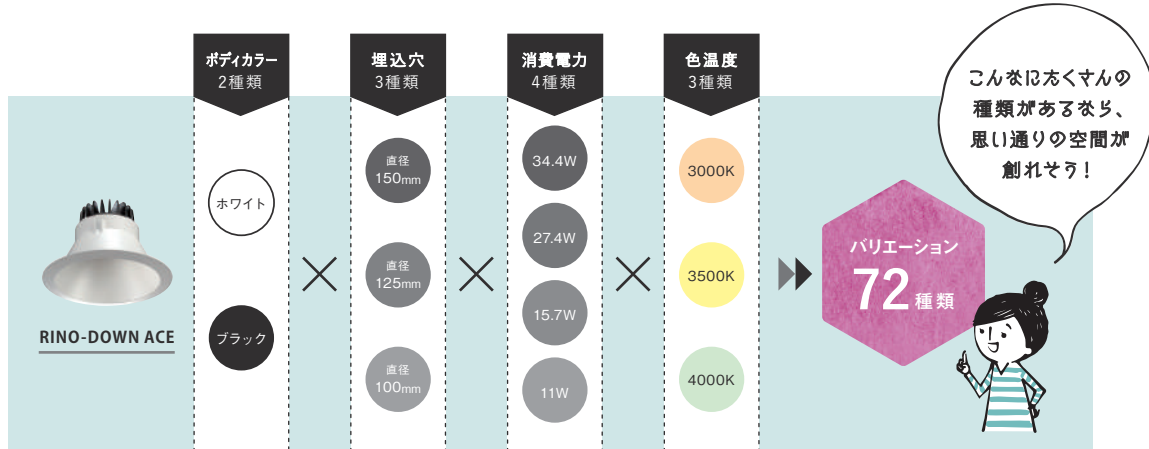 ボディカラー
2種類
埋込穴
3種類
消費電力
4種類
色温度
3種類
こんなにたくさんの
種類があるなら、
思い通りの空間が
創れそう!
RINO-DOWN ACE
ホワイト
ブラック
直径
150mm
直径
125mm
直径
100mm
34.4W
27.4W
15.7W
11W
3000K
3500K
4000K
バリエーション
72種類